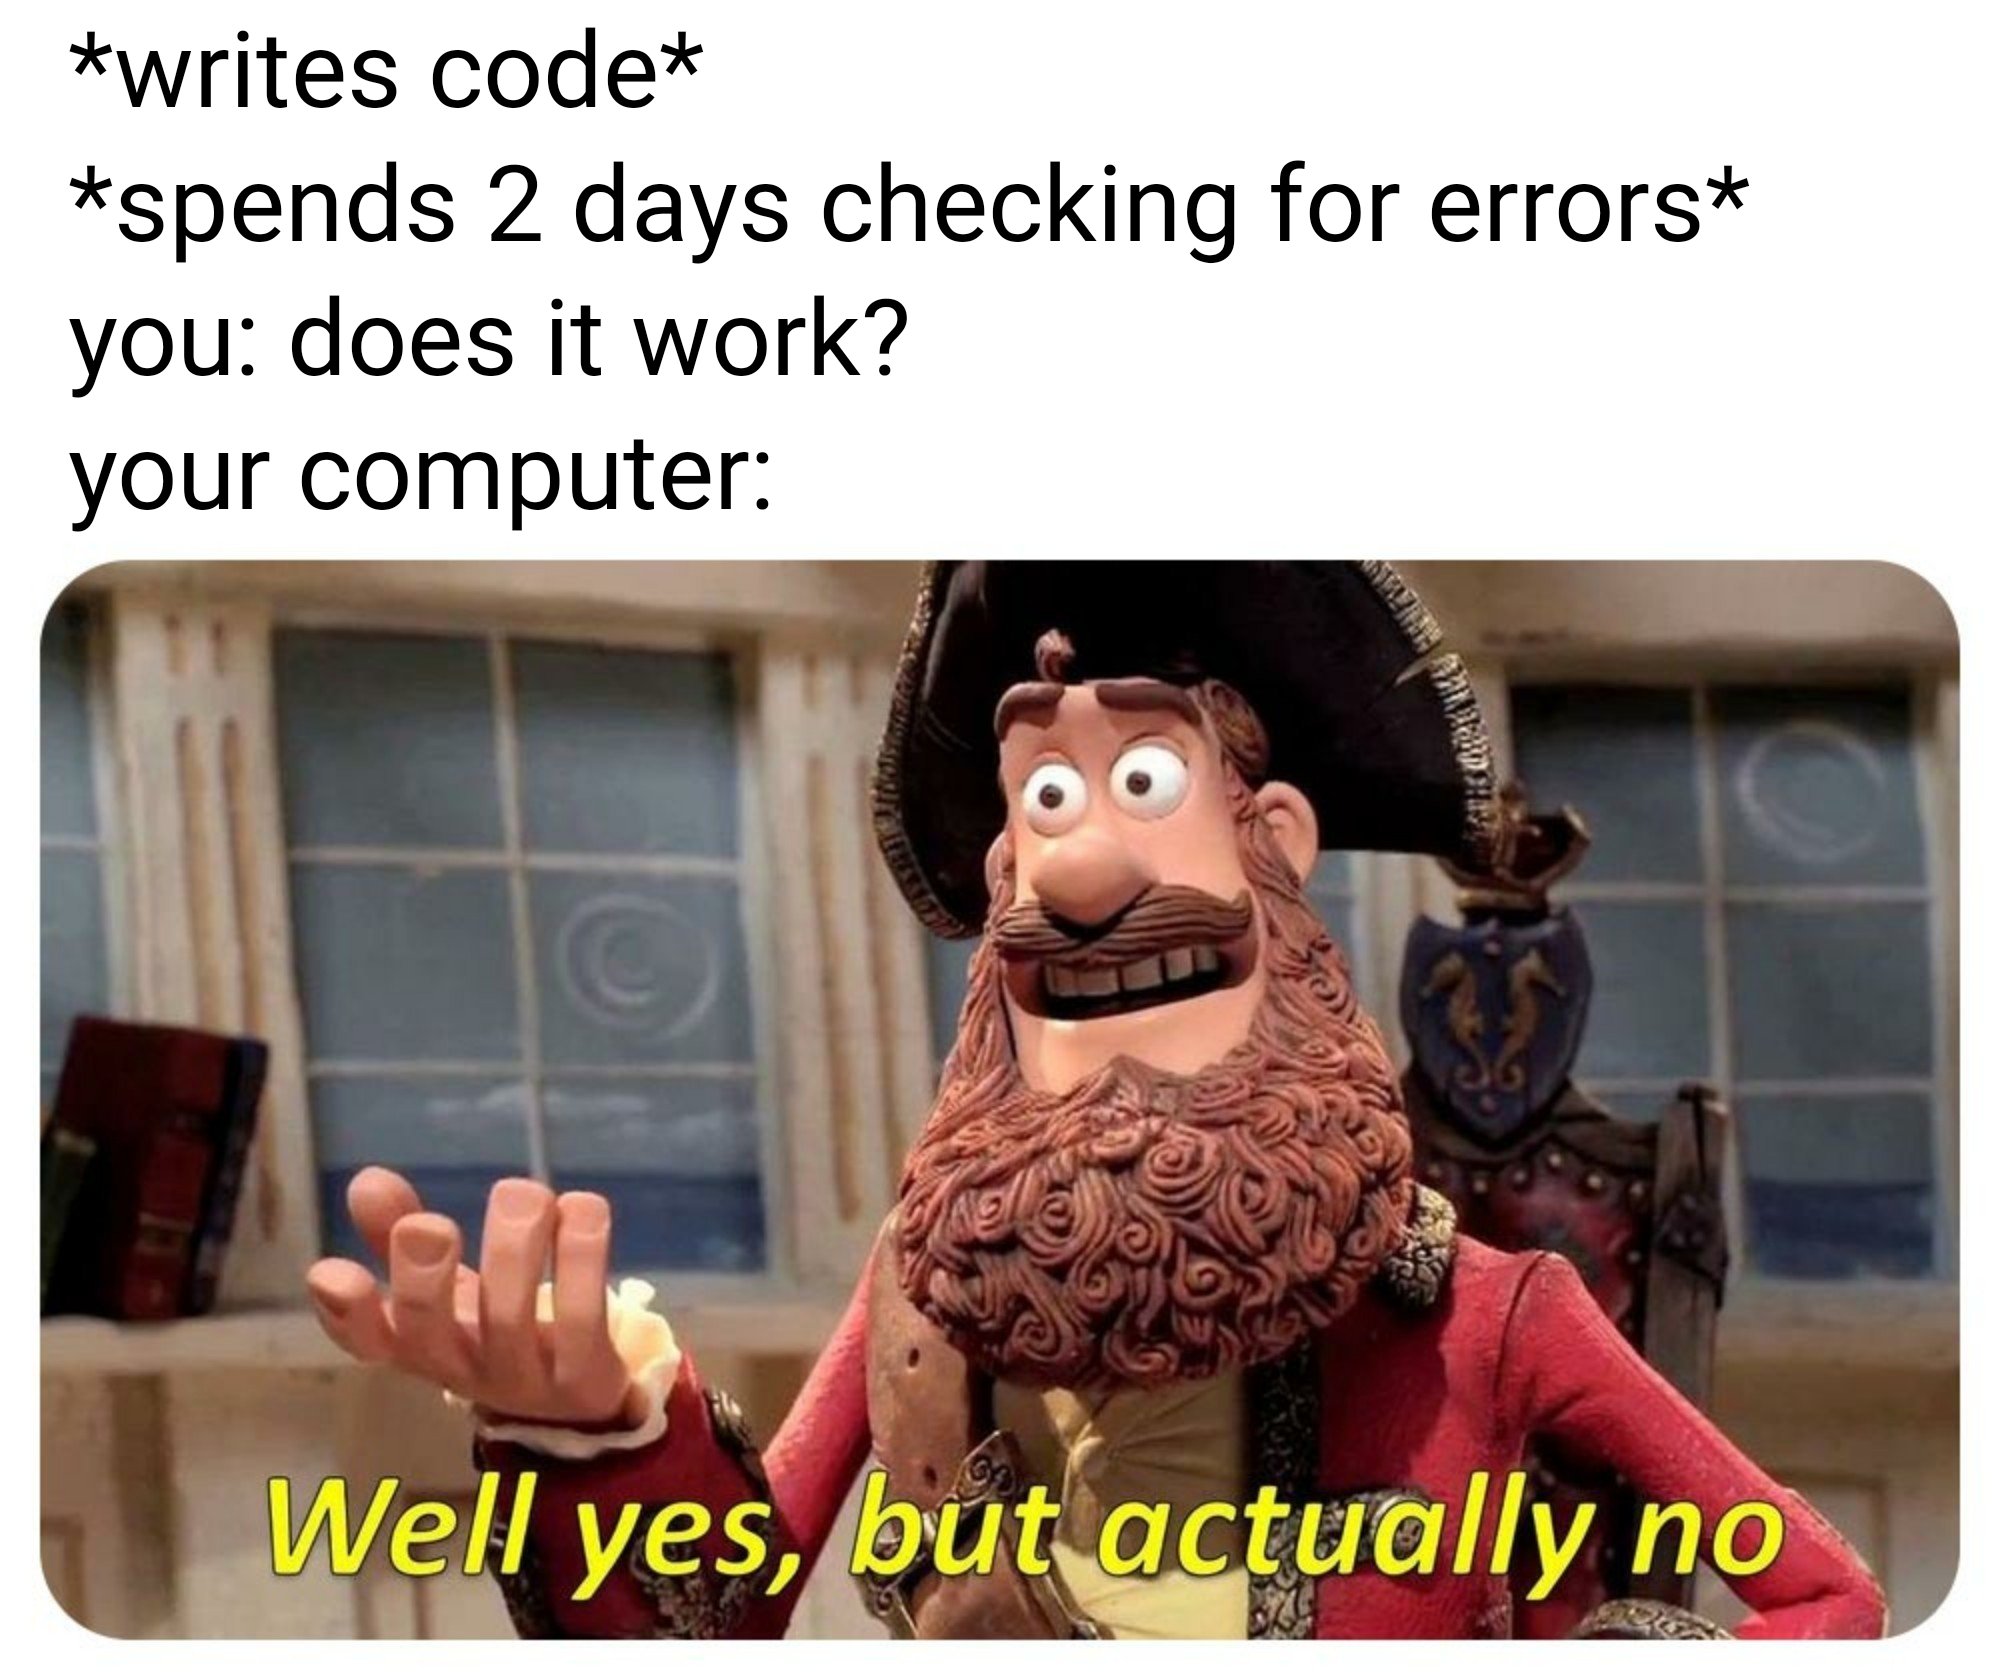 *writes code*
*spends 2 days checking for errors*
you: does it work?
your computer:
Well yes, but actually no